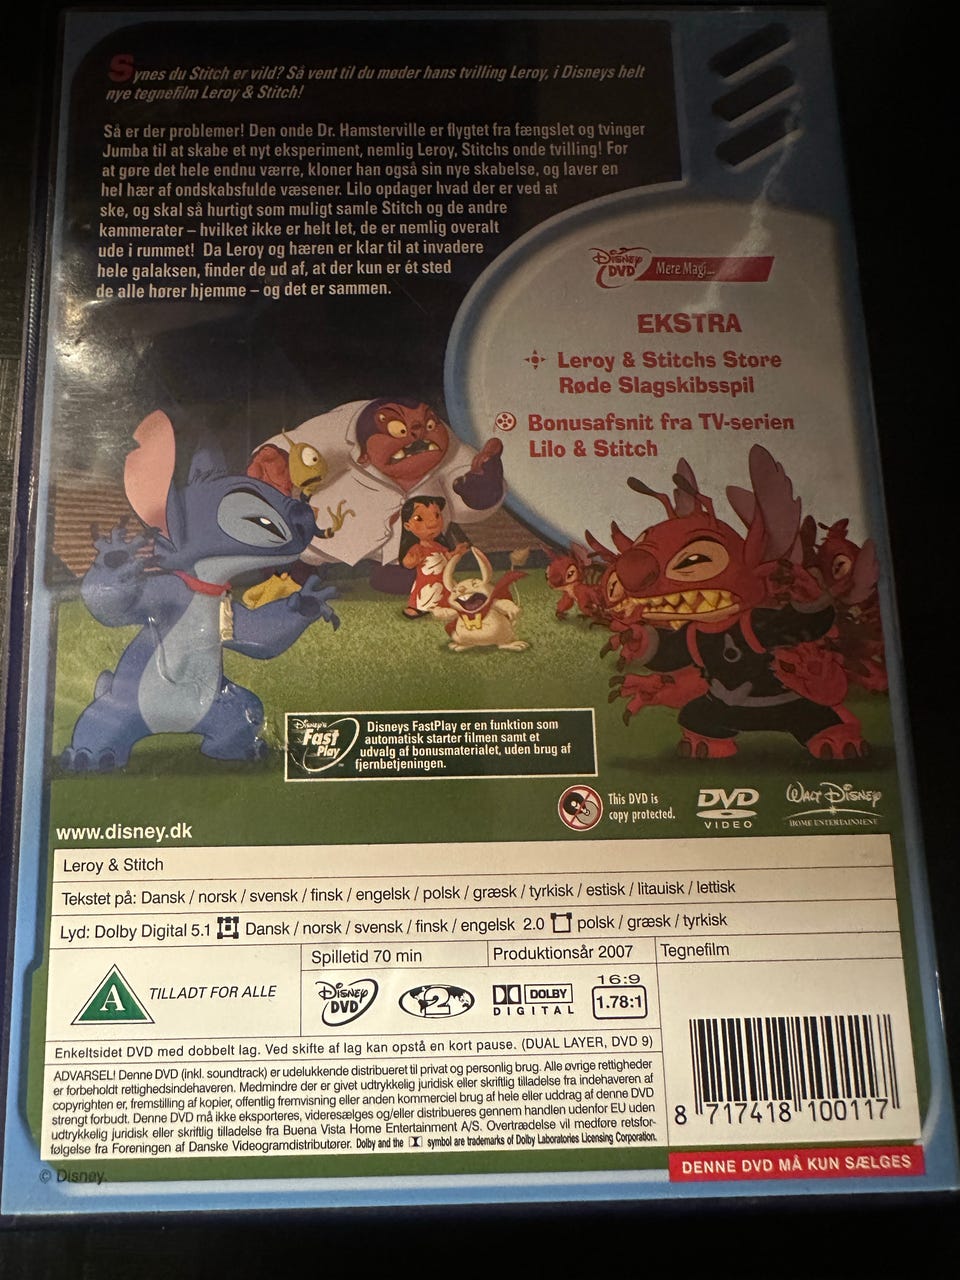 Synes du Stitch er vild? Så vent til du møder hans tvilling Leroy, i Disneys helt
nye tegnefilm Leroy & Stitch!
Så er der problemer! Den onde Dr. Hamsterville er flygtet fra fængslet og tvinger
Jumba til at skabe et nyt eksperiment, nemlig Leroy, Stitchs onde tvilling! For
at gøre det hele endnu værre, kloner han også sin nye skabelse, og laver en
hel hær af ondskabsfulde væsener. Lilo opdager hvad der er ved at
ske, og skal så hurtigt som muligt samle Stitch og de andre
kammerater – hvilket ikke er helt let, de er nemlig overalt
ude i rummet! Da Leroy og hæren er klar til at invadere
hele galaksen, finder de ud af, at der kun er ét sted
de alle hører hjemme – og det er sammen.
Disney
DVD Mere Magi...
EKSTRA
Leroy & Stitchs Store
Røde Slagskibsspil
Bonusafsnit fra TV-serien
Lilo & Stitch
Disney's
Fast
Play
Disneys FastPlay er en funktion som
automatisk starter filmen samt et
udvalg af bonusmaterialet, uden brug af
fjernbetjeningen.
This DVD is
copy protected.
DVD
VIDEO
WALT DISNEY
HOME ENTERTAINMENT
www.disney.dk
Leroy & Stitch
Tekstet på: Dansk / norsk / svensk / finsk / engelsk / polsk / græsk / tyrkisk / estisk / litauisk / lettisk
Lyd: Dolby Digital 5.1 Dansk / norsk / svensk / finsk / engelsk 2.0 polsk / græsk / tyrkisk
Spilletid 70 min
Produktionsår 2007
Tegnefilm
A
TILLADT FOR ALLE
Disney
DVD
2
DOLBY
DIGITAL
16:9
1.78:1
Enkeltsidet DVD med dobbelt lag. Ved skifte af lag kan opstå en kort pause. (DUAL LAYER, DVD 9)
ADVARSEL! Denne DVD (inkl. soundtrack) er udelukkende distribueret til privat og personlig brug. Alle øvrige rettigheder
er forbeholdt rettighedsindehaveren. Medmindre der er givet udtrykkelig juridisk eller skriftlig tilladelse fra indehaveren af
copyrighten er, fremstilling af kopier, offentlig fremvisning eller anden kommerciel brug af hele eller uddrag af denne DVD
strengt forbudt. Denne DVD må ikke eksporteres, videresælges og/eller distribueres gennem handlen udenfor EU uden
udtrykkelig juridisk eller skriftlig tilladelse fra Buena Vista Home Entertainment A/S. Overtrædelse vil medføre retsfor-
følgelse fra Foreningen af Danske Videogramdistributører. Dolby and the symbol are trademarks of Dolby Laboratories Licensing Corporation.
8 717418 100117
© Disney.
DENNE DVD MÅ KUN SÆLGES